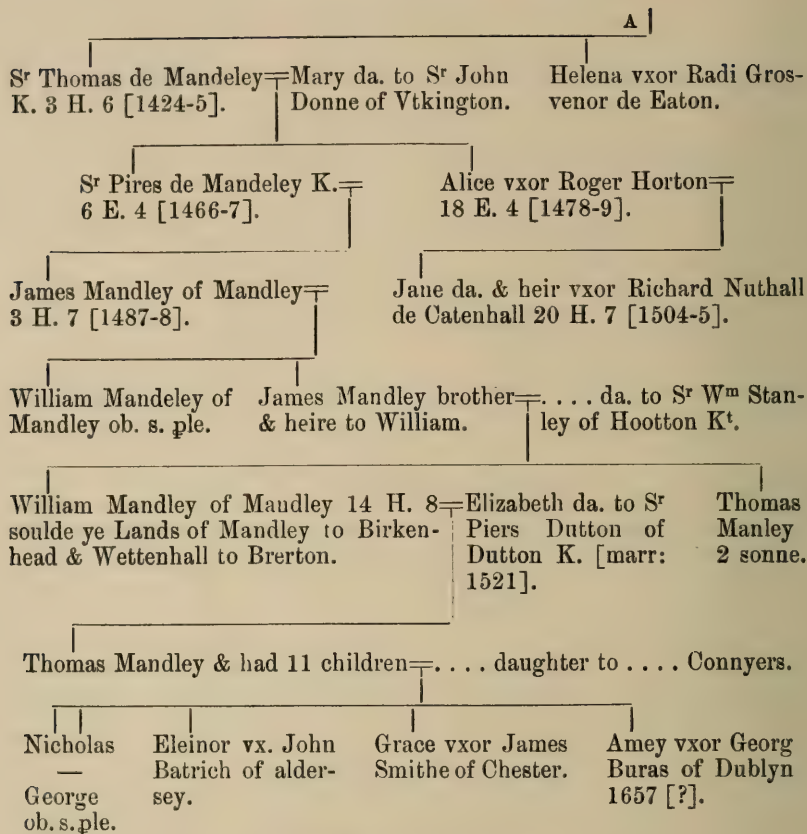 A
Sʳ Thomas de Mandeley=Mary da. to Sʳ John Helena vxor Radi Gros-
K. 3 H. 6 [1424-5]. Donne of Vtkington. venor de Eaton.
Sʳ Pires de Mandeley K.= Alice vxor Roger Horton=
6 E. 4 [1466-7]. 18 E. 4 [1478-9].
James Mandley of Mandley= Jane da. & heir vxor Richard Nuthall
3 H. 7 [1487-8]. de Catenhall 20 H. 7 [1504-5].
William Mandeley of James Mandley brother=. . . . da. to Sʳ Wᵐ Stan-
Mandley ob. s. ꝑle. & heire to William. ley of Hootton Kᵗ.
William Mandley of Mandley 14 H. 8=Elizabeth da. to Sʳ Thomas
soulde ye Lands of Mandley to Birken- Piers Dutton of Manley
head & Wettenhall to Brerton. Dutton K. [marr: 2 sonne.
1521].
Thomas Mandley & had 11 children=. . . . daughter to . . . . Connyers.
Nicholas Eleinor vx. John Grace vxor James Amey vxor Georg
— Batrich of alder- Smithe of Chester. Buras of Dublyn
George sey. 1657 [?].
ob. s. ꝑle.